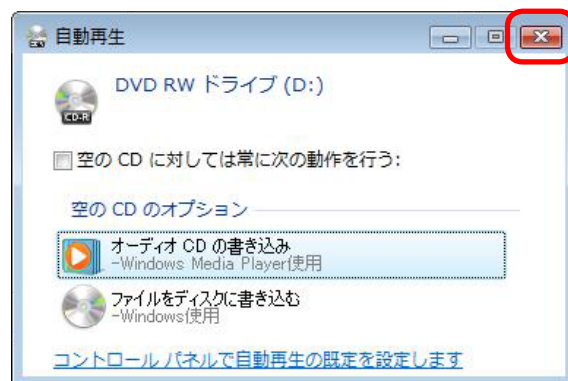 自動再生
DVD RW ドライブ (D:)
CD-R
空の CD に対しては常に次の動作を行う:
空の CD のオプション
オーディオ CD の書き込み
-Windows Media Player使用
ファイルをディスクに書き込む
-Windows使用
コントロール パネルで自動再生の既定を設定します